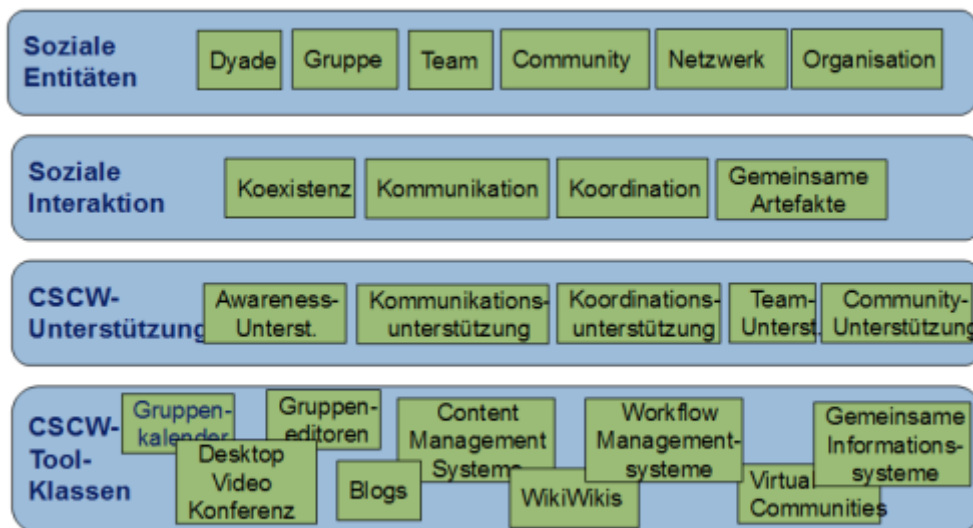 Soziale
Entitäten
Dyade
Gruppe
Team
Community
Netzwerk
Organisation
Soziale
Interaktion
Koexistenz
Kommunikation
Koordination
Gemeinsame
Artefakte
CSCW-
Unterstützung
Awareness-
Unterst.
Kommunikations-
unterstützung
Koordinations-
unterstützung
Team-
Unterst.
Community-
Unterstützung
CSCW-
Tool-
Klassen
Gruppen-
kalender
Gruppen-
editoren
Content
Management
Systems
Workflow
Management-
systeme
Gemeinsame
Informations-
systeme
Desktop
Video
Konferenz
Blogs
WikiWikis
Virtual
Communities